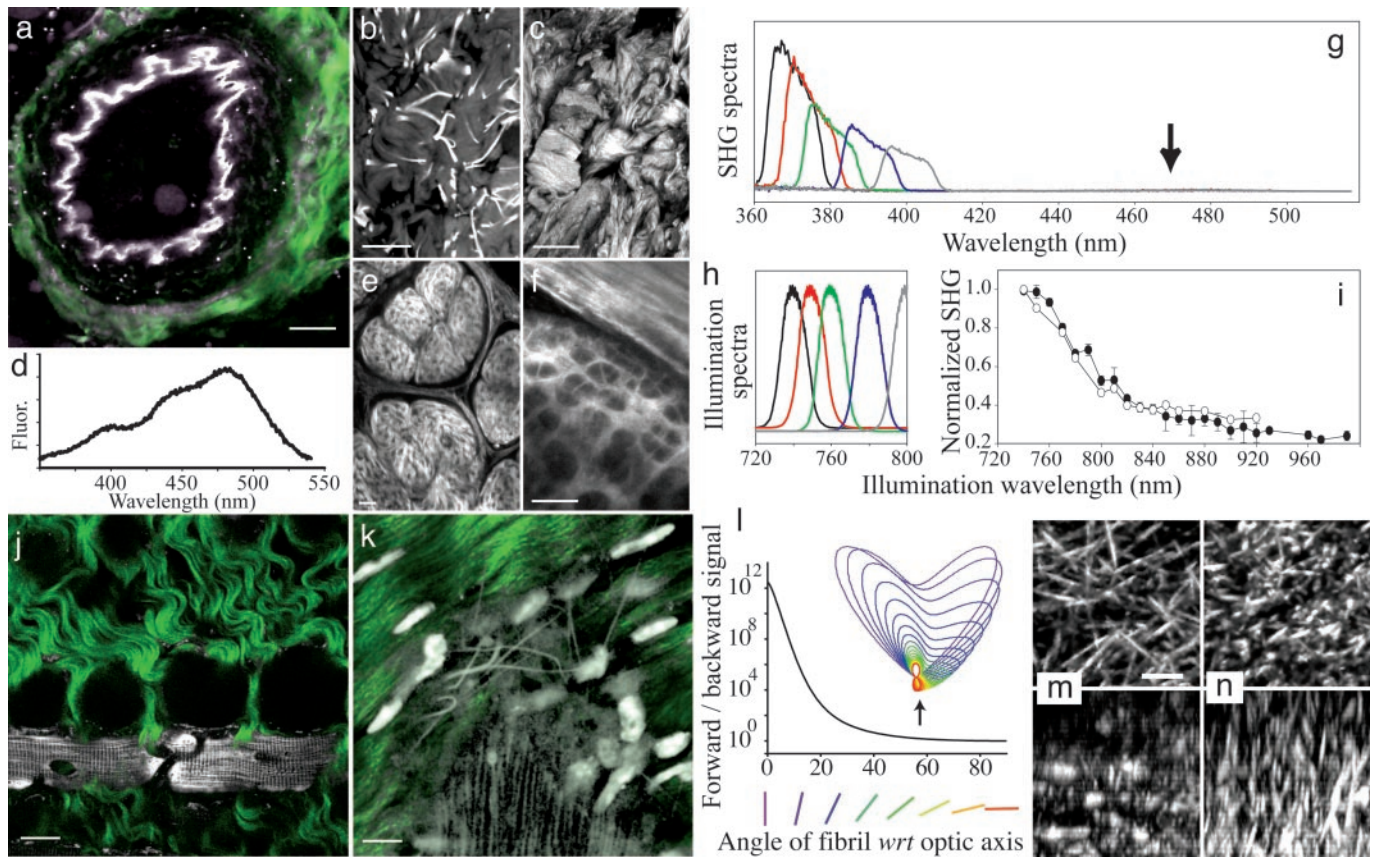 a
b
c
g
SHG spectra
360 380 400 420 440 460 480 500
Wavelength (nm)
d
Fluor.
400 450 500 550
Wavelength (nm)
e
f
h
Illumination
spectra
720 740 760 780 800
i
Normalized SHG
1.0
0.8
0.6
0.4
0.2
720 760 800 840 880 920 960
Illumination wavelength (nm)
j
k
l
Forward / backward signal
10^12
10^8
10^4
10^0
0 20 40 60 80
Angle of fibril wrt optic axis
m
n